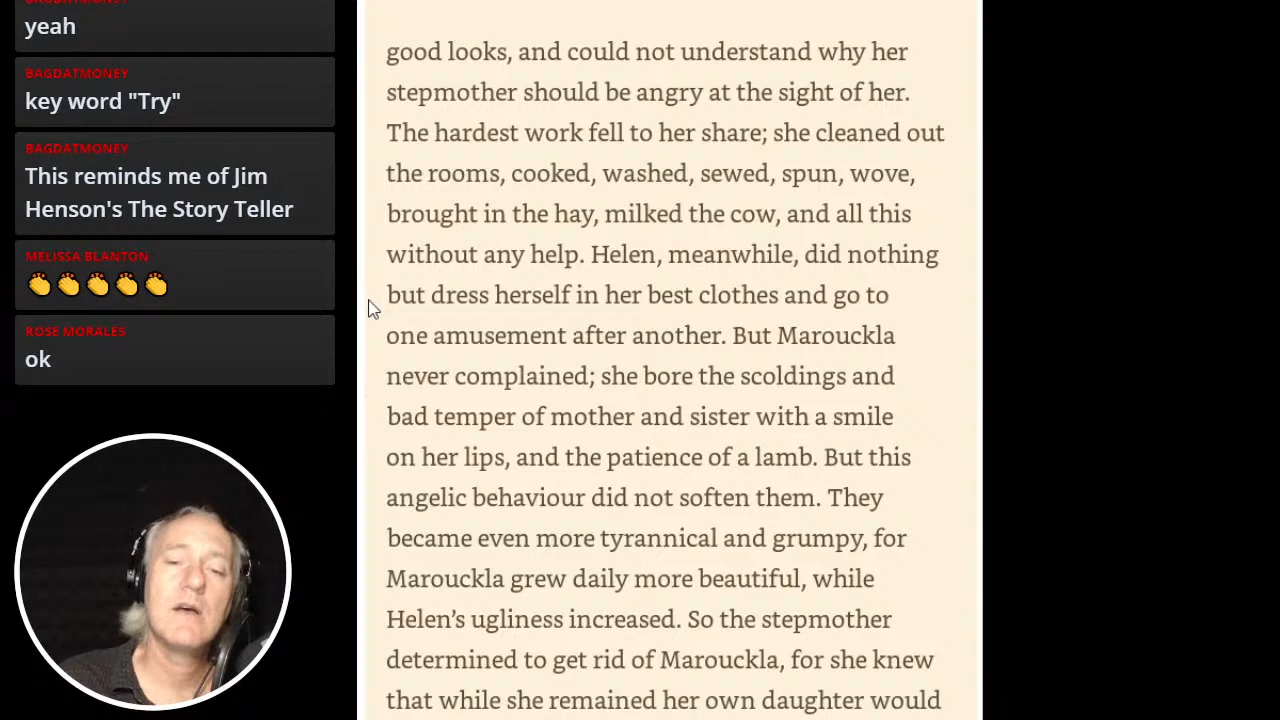 BAGDATMONEY
yeah
BAGDATMONEY
key word "Try"
BAGDATMONEY
This reminds me of Jim
Henson's The Story Teller
MELISSA BLANTON
👏👏👏👏👏
ROSE MORALES
ok
good looks, and could not understand why her
stepmother should be angry at the sight of her.
The hardest work fell to her share; she cleaned out
the rooms, cooked, washed, sewed, spun, wove,
brought in the hay, milked the cow, and all this
without any help. Helen, meanwhile, did nothing
but dress herself in her best clothes and go to
one amusement after another. But Marouckla
never complained; she bore the scoldings and
bad temper of mother and sister with a smile
on her lips, and the patience of a lamb. But this
angelic behaviour did not soften them. They
became even more tyrannical and grumpy, for
Marouckla grew daily more beautiful, while
Helen’s ugliness increased. So the stepmother
determined to get rid of Marouckla, for she knew
that while she remained her own daughter would